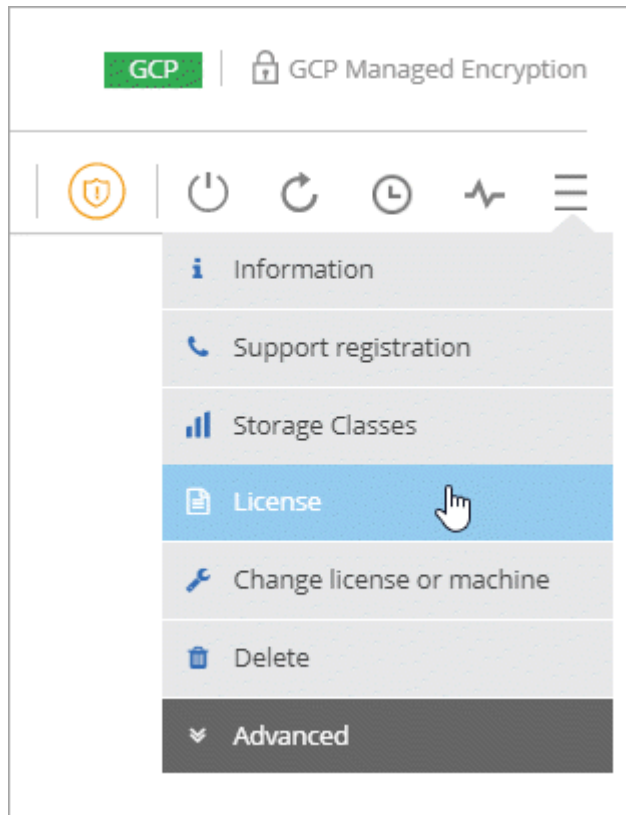 GCP
GCP Managed Encryption
Information
Support registration
Storage Classes
License
Change license or machine
Delete
Advanced